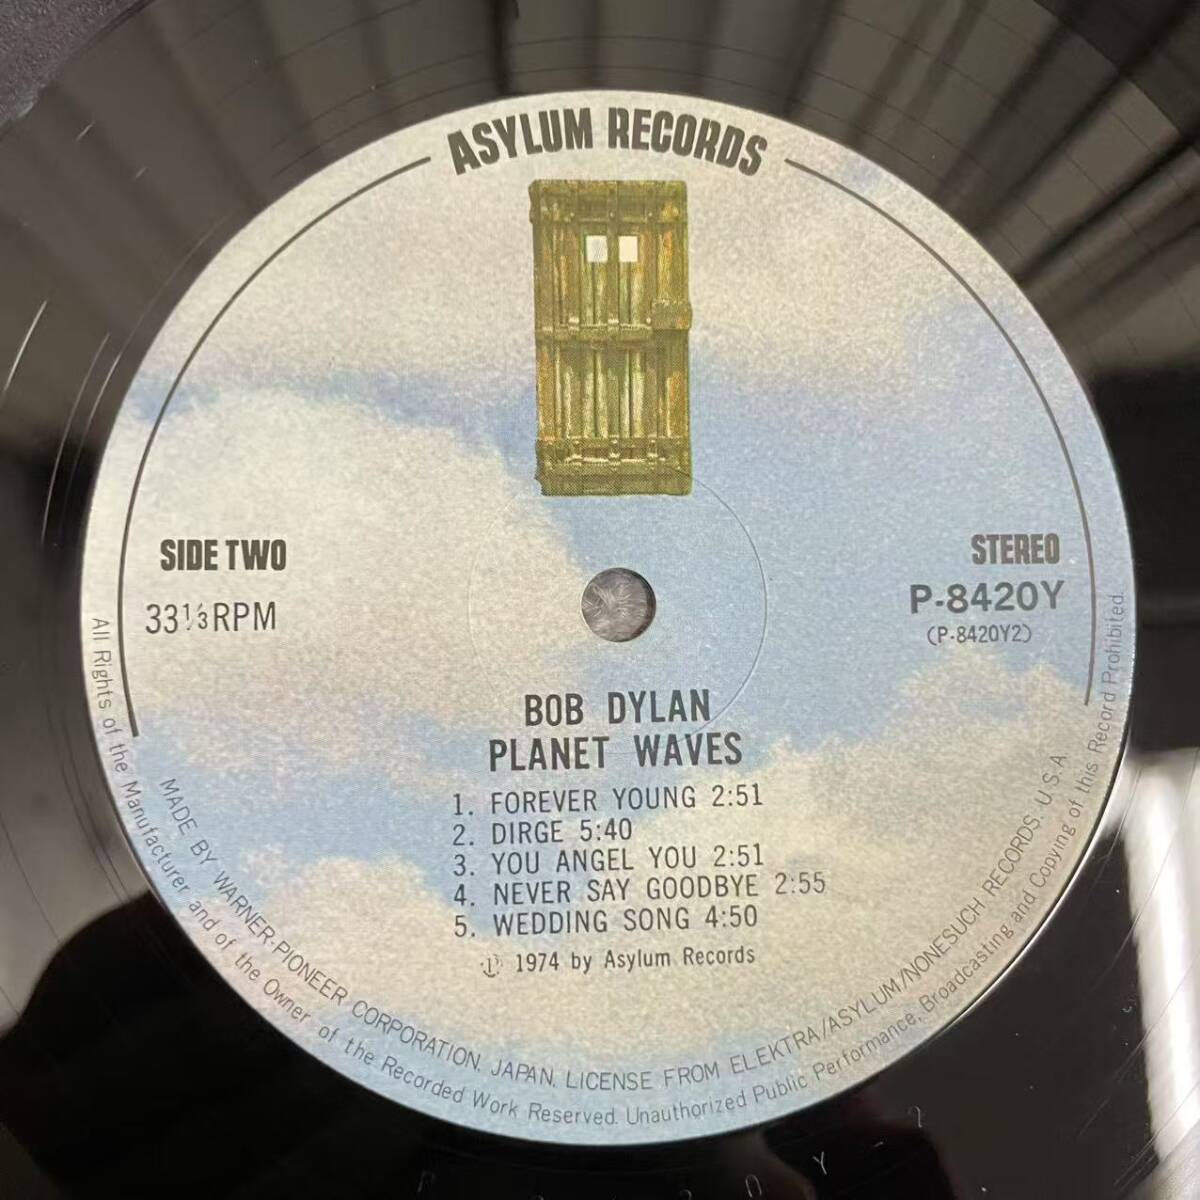 ASYLUM RECORDS
SIDE TWO
33 1/3 RPM
STEREO
P-8420Y
(P-8420Y2)
BOB DYLAN
PLANET WAVES
1. FOREVER YOUNG 2:51
2. DIRGE 5:40
3. YOU ANGEL YOU 2:51
4. NEVER SAY GOODBYE 2:55
5. WEDDING SONG 4:50
Ⓟ 1974 by Asylum Records
MADE BY WARNER-PIONEER CORPORATION, JAPAN. LICENSE FROM ELEKTRA/ASYLUM/NONESUCH RECORDS. U.S.A
All Rights of the Manufacturer and of the Owner of the Recorded Work Reserved. Unauthorized Public Performance, Broadcasting and Copying of this Record Prohibited.